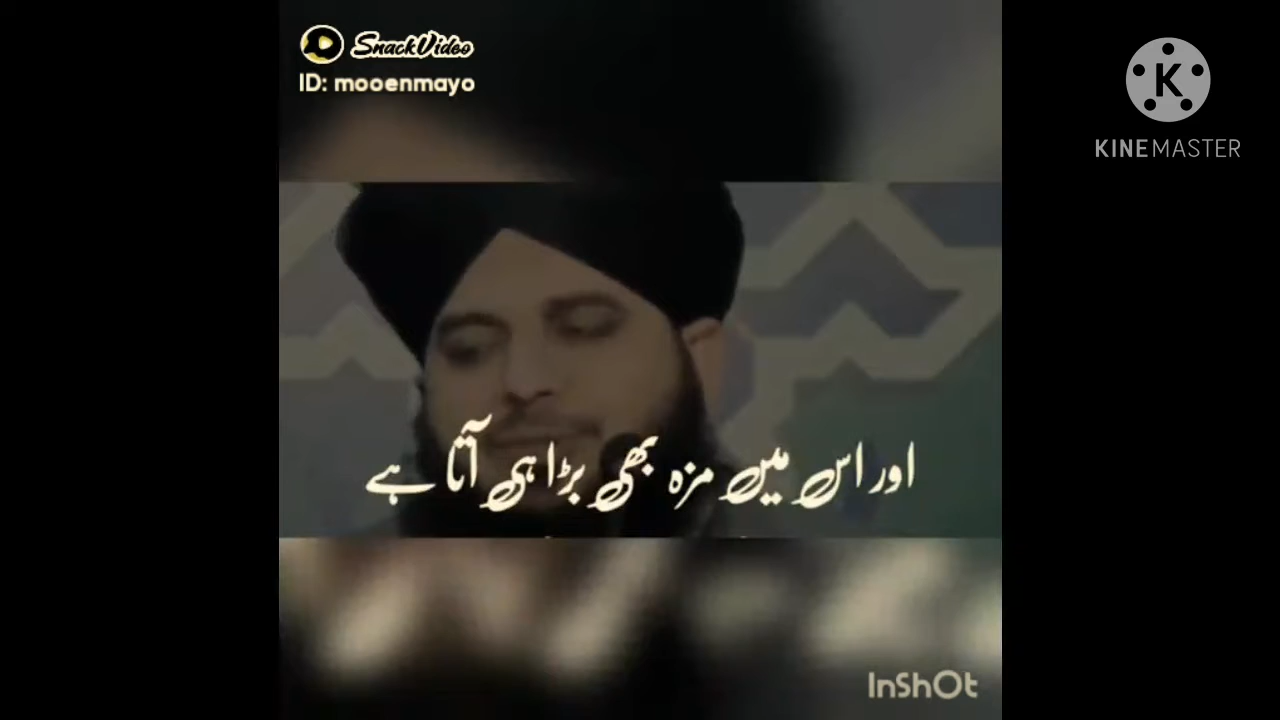 SnackVideo
ID: mooenmayo
K
KINEMASTER
اور اس میں مزہ بھی بڑا ہی آتا ہے
InShOt